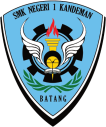 SMK NEGERI 1 KANDEMAN
BATANG